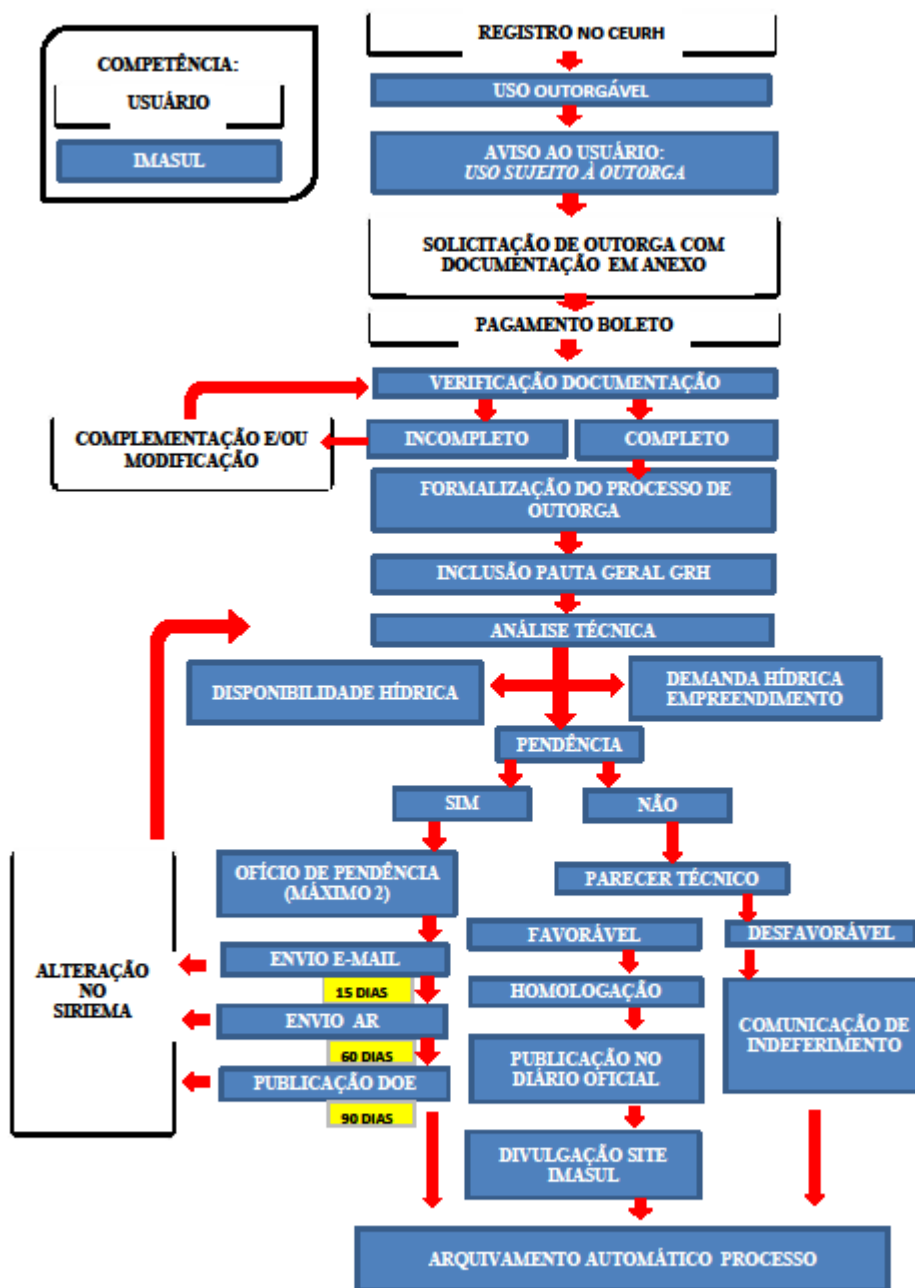 COMPETÊNCIA:
USUÁRIO
IMASUL
REGISTRO NO CEURH
USO OUTORGÁVEL
AVISO AO USUÁRIO:
USO SUJEITO À OUTORGA
SOLICITAÇÃO DE OUTORGA COM
DOCUMENTAÇÃO EM ANEXO
PAGAMENTO BOLETO
VERIFICAÇÃO DOCUMENTAÇÃO
INCOMPLETO
COMPLETO
COMPLEMENTAÇÃO E/OU
MODIFICAÇÃO
FORMALIZAÇÃO DO PROCESSO DE
OUTORGA
INCLUSÃO PAUTA GERAL GRH
ANÁLISE TÉCNICA
DISPONIBILIDADE HÍDRICA
DEMANDA HÍDRICA
EMPREENDIMENTO
PENDÊNCIA
SIM
NÃO
OFÍCIO DE PENDÊNCIA
(MÁXIMO 2)
ENVIO E-MAIL
15 DIAS
ENVIO AR
60 DIAS
PUBLICAÇÃO DOE
90 DIAS
ALTERAÇÃO
NO
SIRIEMA
PARECER TÉCNICO
FAVORÁVEL
DESFAVORÁVEL
HOMOLOGAÇÃO
COMUNICAÇÃO DE
INDEFERIMENTO
PUBLICAÇÃO NO
DIÁRIO OFICIAL
DIVULGAÇÃO SITE
IMASUL
ARQUIVAMENTO AUTOMÁTICO PROCESSO